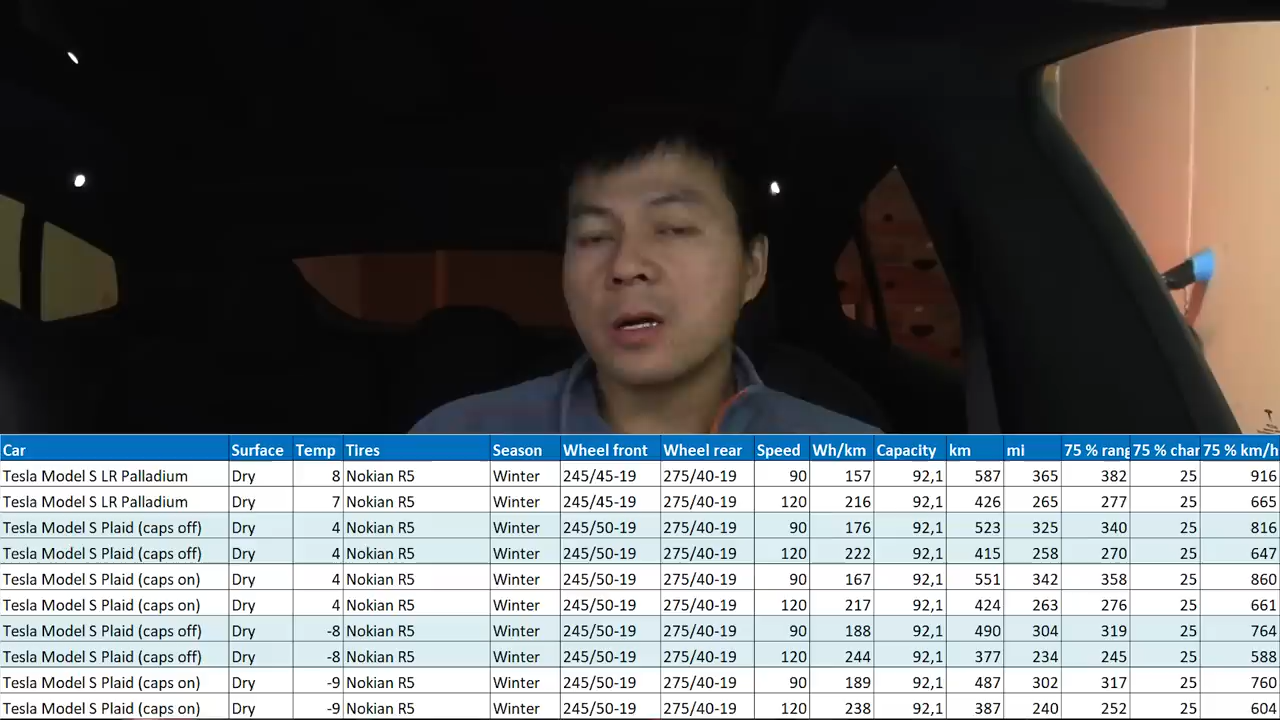 Car Surface Temp Tires Season Wheel front Wheel rear Speed Wh/km Capacity km mi 75 % rang 75 % char 75 % km/h
Tesla Model S LR Palladium Dry 8 Nokian R5 Winter 245/45-19 275/40-19 90 157 92,1 587 365 382 25 916
Tesla Model S LR Palladium Dry 7 Nokian R5 Winter 245/45-19 275/40-19 120 216 92,1 426 265 277 25 665
Tesla Model S Plaid (caps off) Dry 4 Nokian R5 Winter 245/50-19 275/40-19 90 176 92,1 523 325 340 25 816
Tesla Model S Plaid (caps off) Dry 4 Nokian R5 Winter 245/50-19 275/40-19 120 222 92,1 415 258 270 25 647
Tesla Model S Plaid (caps on) Dry 4 Nokian R5 Winter 245/50-19 275/40-19 90 167 92,1 551 342 358 25 860
Tesla Model S Plaid (caps on) Dry 4 Nokian R5 Winter 245/50-19 275/40-19 120 217 92,1 424 263 276 25 661
Tesla Model S Plaid (caps off) Dry -8 Nokian R5 Winter 245/50-19 275/40-19 90 188 92,1 490 304 319 25 764
Tesla Model S Plaid (caps off) Dry -8 Nokian R5 Winter 245/50-19 275/40-19 120 244 92,1 377 234 245 25 588
Tesla Model S Plaid (caps on) Dry -9 Nokian R5 Winter 245/50-19 275/40-19 90 189 92,1 487 302 317 25 760
Tesla Model S Plaid (caps on) Dry -9 Nokian R5 Winter 245/50-19 275/40-19 120 238 92,1 387 240 252 25 604